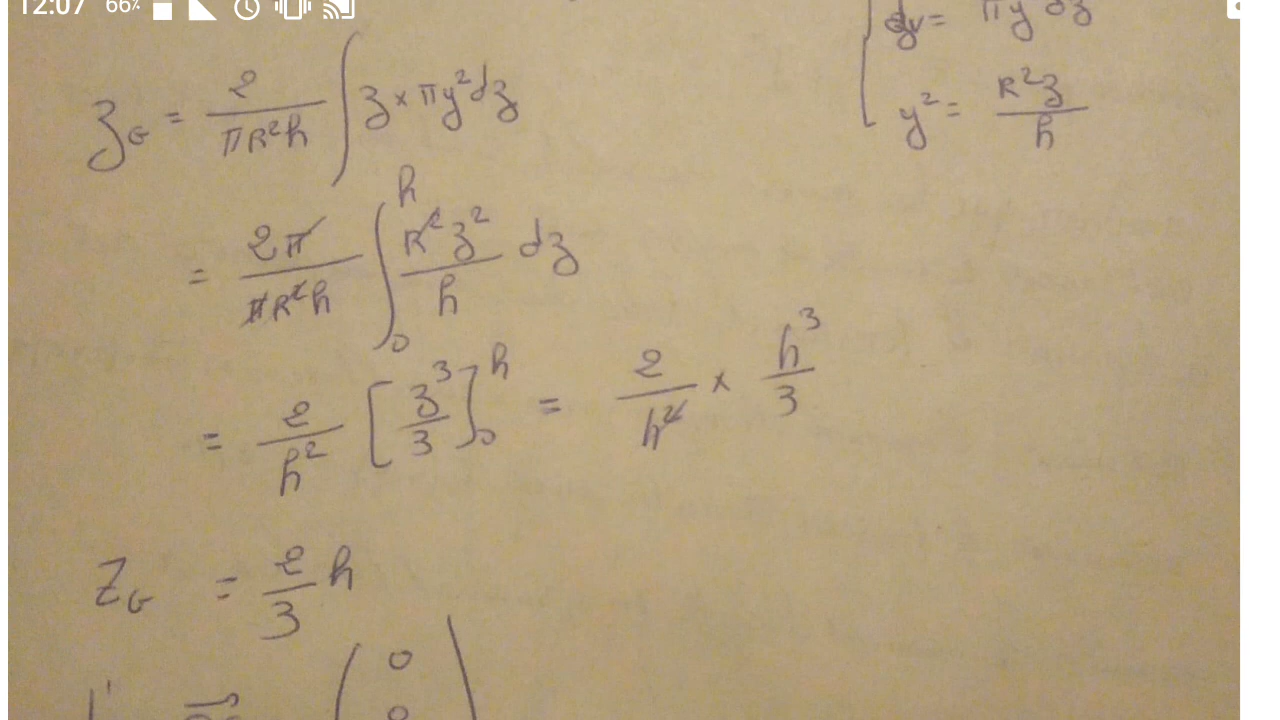 12:07 66%
dv = πy² dz
z_G = 2/(πR²h) ∫ z × πy² dz
y² = R²z/h
= 2π/(πR²h) ∫₀ʰ R²z²/h dz
= 2/h² [z³/3]₀ʰ = 2/h² × h³/3
Z_G = 2/3 h
0